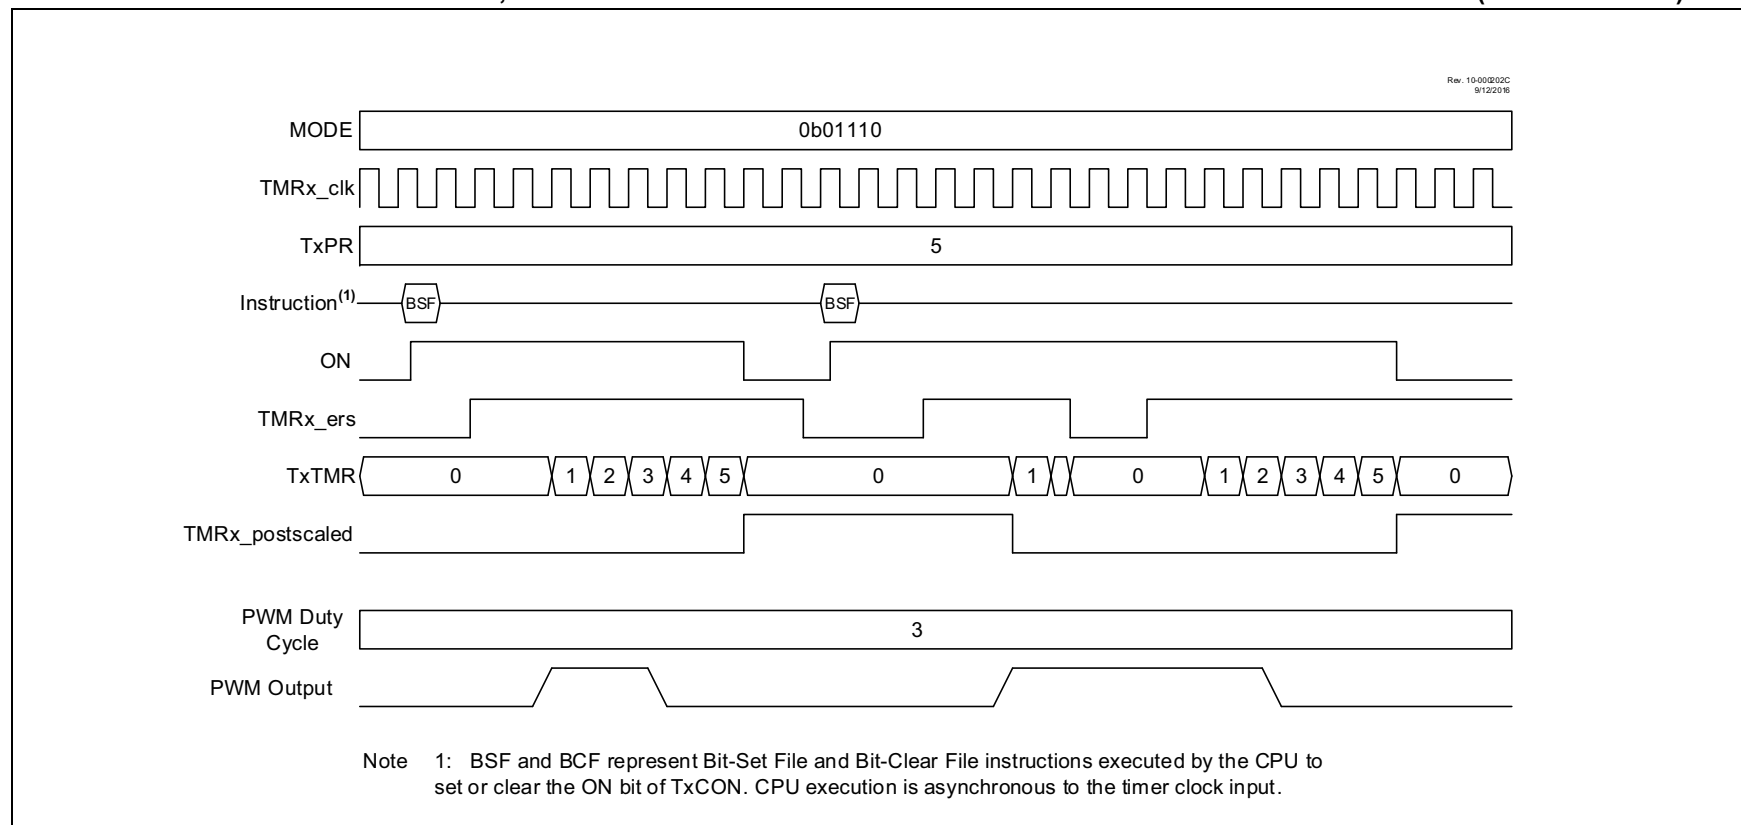 Rev. 10-000202C
9/12/2016
MODE 0b01110
TMRx_clk
TxPR 5
Instruction(1) BSF BSF
ON
TMRx_ers
TxTMR 0 1 2 3 4 5 0 1 0 1 2 3 4 5 0
TMRx_postscaled
PWM Duty
Cycle 3
PWM Output
Note 1: BSF and BCF represent Bit-Set File and Bit-Clear File instructions executed by the CPU to
set or clear the ON bit of TxCON. CPU execution is asynchronous to the timer clock input.